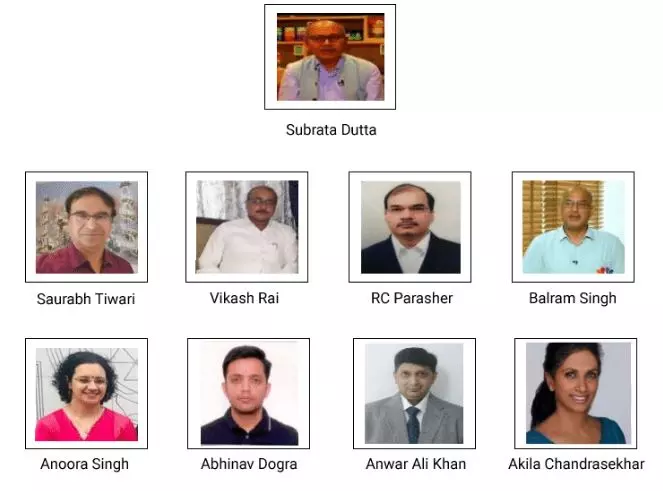 Subrata Dutta
Saurabh Tiwari
Vikash Rai
RC Parasher
Balram Singh
Anoora Singh
Abhinav Dogra
Anwar Ali Khan
Akila Chandrasekhar